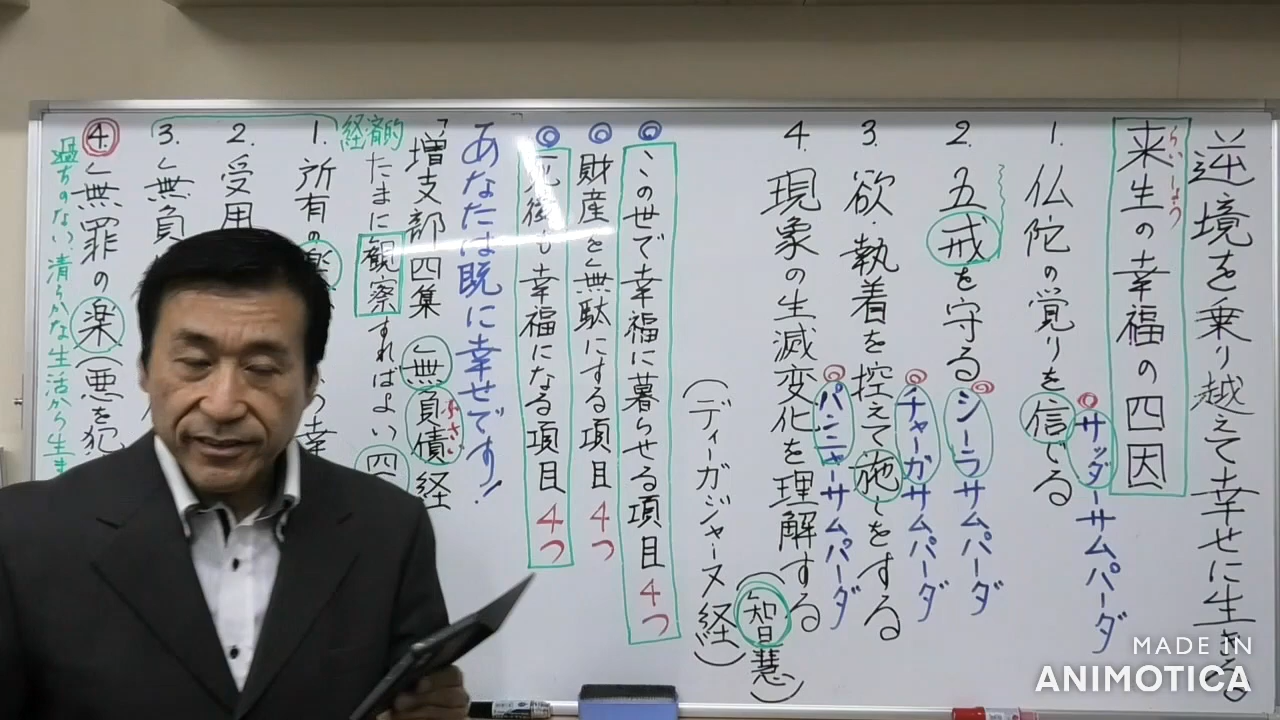 逆境を乗り越えて幸せに生きる。
来生の四因の幸福
らいしょう
1. 仏陀の覚りを信じる
サッダーサムパーダ
2. 五戒を守る
シーラサムパーダ
3. 欲・執着を控えて施しをする
チャーガサムパーダ
4. 現象の生滅変化を理解する
パンニャーサムパーダ
(智慧)
(ディーガジャーヌ経)
◎ この世で幸福に暮らせる項目 4つ
◎ 財産を無駄にする項目 4つ
◎ 死後も幸福になる項目 4つ
あなたは既に幸せです!
「増支部四集 無負債経
ふさい
経済的
たまに観察すればよい 四
1. 所有の楽
幸
2. 受用
3. 無負
4. 無罪の楽(悪を犯
過ちのない、清らかな生活から生ま
MADE IN
ANIMOTICA